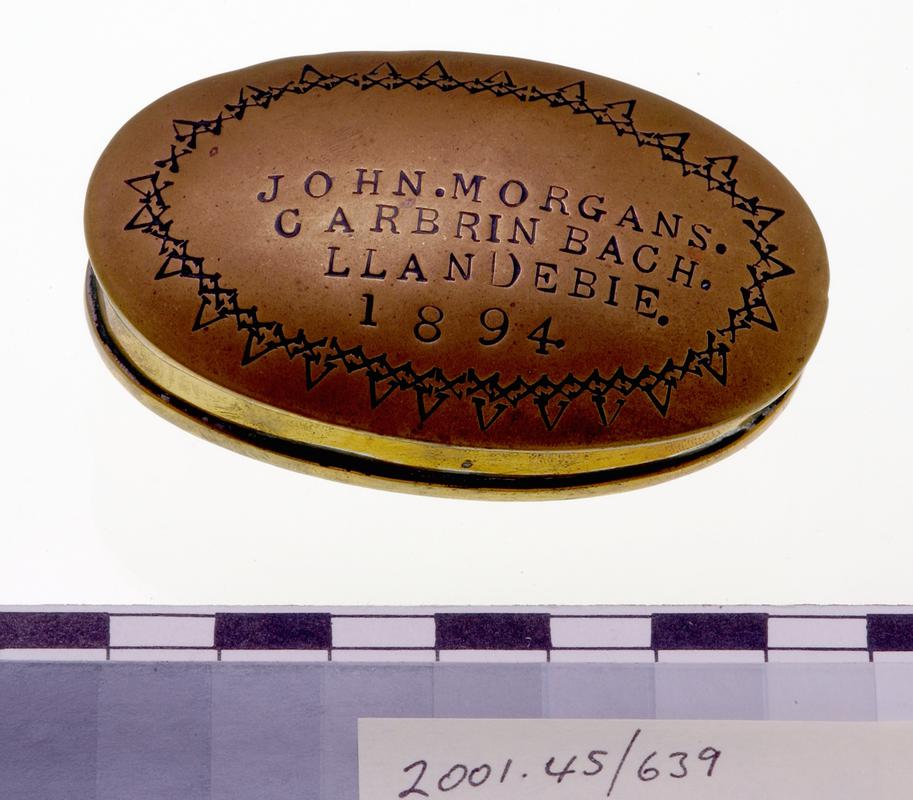 JOHN.MORGANS.
CARBRIN BACH.
LLANDEBIE.
1894.
2001.45/639